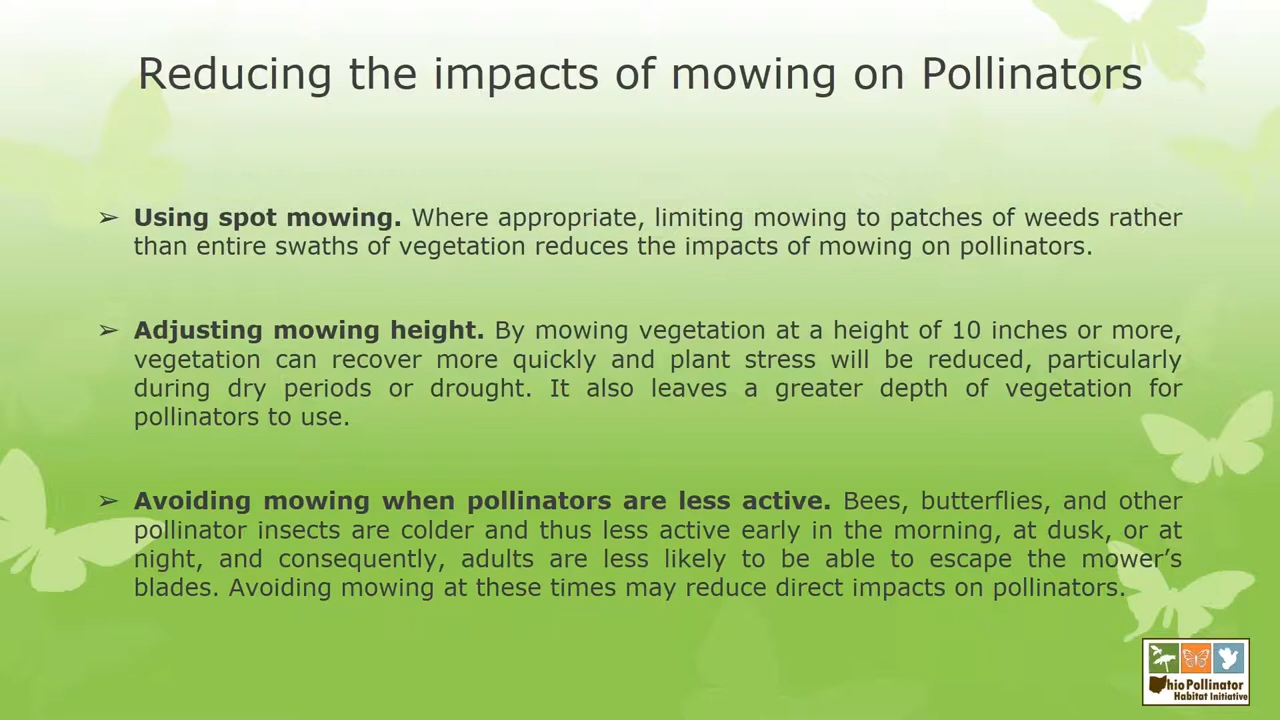 Reducing the impacts of mowing on Pollinators
➢ Using spot mowing. Where appropriate, limiting mowing to patches of weeds rather
than entire swaths of vegetation reduces the impacts of mowing on pollinators.
➢ Adjusting mowing height. By mowing vegetation at a height of 10 inches or more,
vegetation can recover more quickly and plant stress will be reduced, particularly
during dry periods or drought. It also leaves a greater depth of vegetation for
pollinators to use.
➢ Avoiding mowing when pollinators are less active. Bees, butterflies, and other
pollinator insects are colder and thus less active early in the morning, at dusk, or at
night, and consequently, adults are less likely to be able to escape the mower’s
blades. Avoiding mowing at these times may reduce direct impacts on pollinators.
Ohio Pollinator
Habitat Initiative